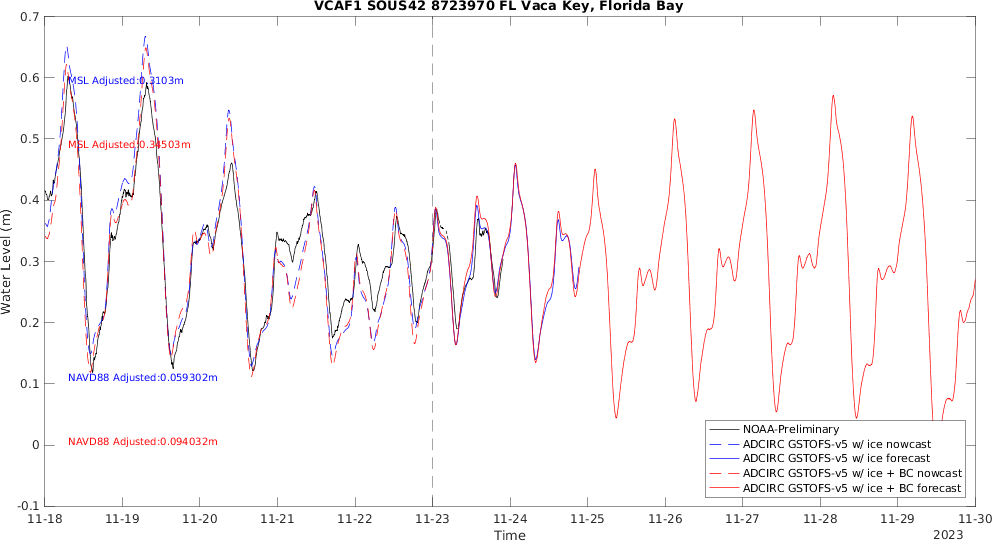 VCAF1 SOUS42 8723970 FL Vaca Key, Florida Bay
0.7
0.6
0.5
0.4
0.3
0.2
0.1
0
-0.1
Water Level (m)
MSL Adjusted:0.3103m
MSL Adjusted:0.34503m
NAVD88 Adjusted:0.059302m
NAVD88 Adjusted:0.094032m
NOAA-Preliminary
ADCIRC GSTOFS-v5 w/ ice nowcast
ADCIRC GSTOFS-v5 w/ ice forecast
ADCIRC GSTOFS-v5 w/ ice + BC nowcast
ADCIRC GSTOFS-v5 w/ ice + BC forecast
11-18 11-19 11-20 11-21 11-22 11-23 11-24 11-25 11-26 11-27 11-28 11-29 11-30
Time
2023